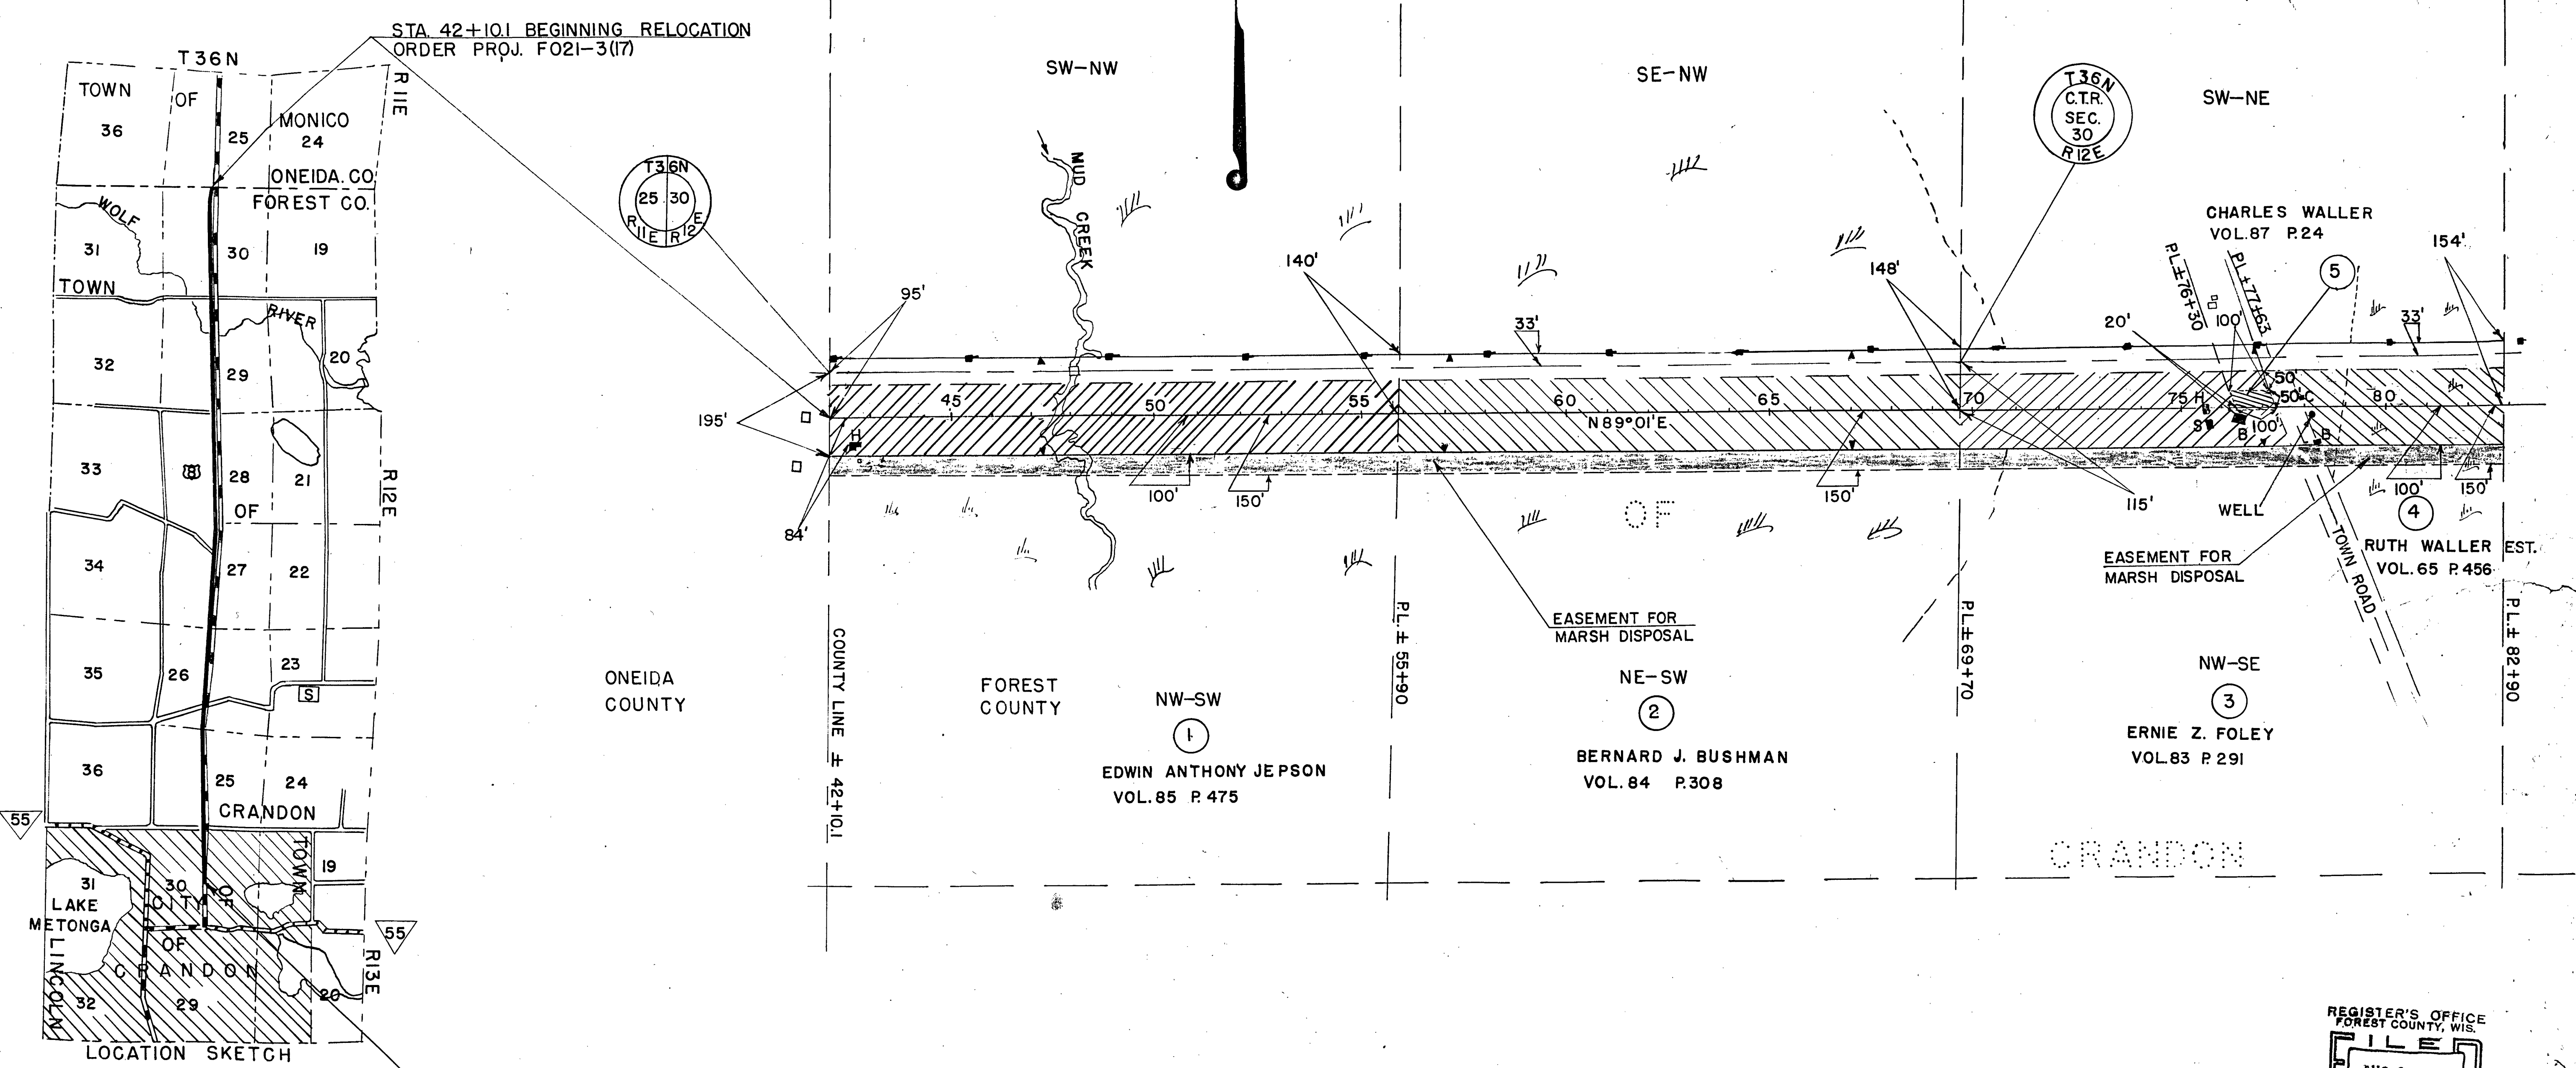 STA. 42+10.1 BEGINNING RELOCATION
ORDER PROJ. FO21-3(17)
T36N
R11E
TOWN
OF
36
25
MONICO
24
ONEIDA. CO.
FOREST CO.
WOLF
31
30
19
TOWN
RIVER
32
29
20
33
8
28
21
R12E
OF
34
27
22
35
26
23
S
36
25
24
CRANDON
55
TOWN
19
31
30
OF
LAKE
CITY
METONGA
OF
55
LINCOLN
CRANDON
R13E
32
29
20
LOCATION SKETCH
T36N
25 30
R11E R12E
SW-NW
SE-NW
SW-NE
T36N
C.T.R.
SEC.
30
R12E
MUD CREEK
CHARLES WALLER
VOL.87 P.24
5
95'
140'
148'
154'
P.L.±76+30
P.L.±77+63
33'
20'
100'
33'
195'
45
50
55
60
65
70
75
80
N89°01'E
H
H
S
B
100'
50'
50'
C
B
84'
100'
150'
150'
115'
WELL
100'
150'
4
OF
RUTH WALLER EST.
VOL.65 P.456
EASEMENT FOR
MARSH DISPOSAL
TOWN ROAD
EASEMENT FOR
MARSH DISPOSAL
COUNTY LINE ± 42+10.1
P.L. ± 55+90
P.L.± 69+70
P.L.± 82+90
ONEIDA
COUNTY
FOREST
COUNTY
NW-SW
1
EDWIN ANTHONY JEPSON
VOL.85 P.475
NE-SW
2
BERNARD J. BUSHMAN
VOL.84 P.308
NW-SE
3
ERNIE Z. FOLEY
VOL.83 P.291
CRANDON
REGISTER'S OFFICE
FOREST COUNTY, WIS.
FILED